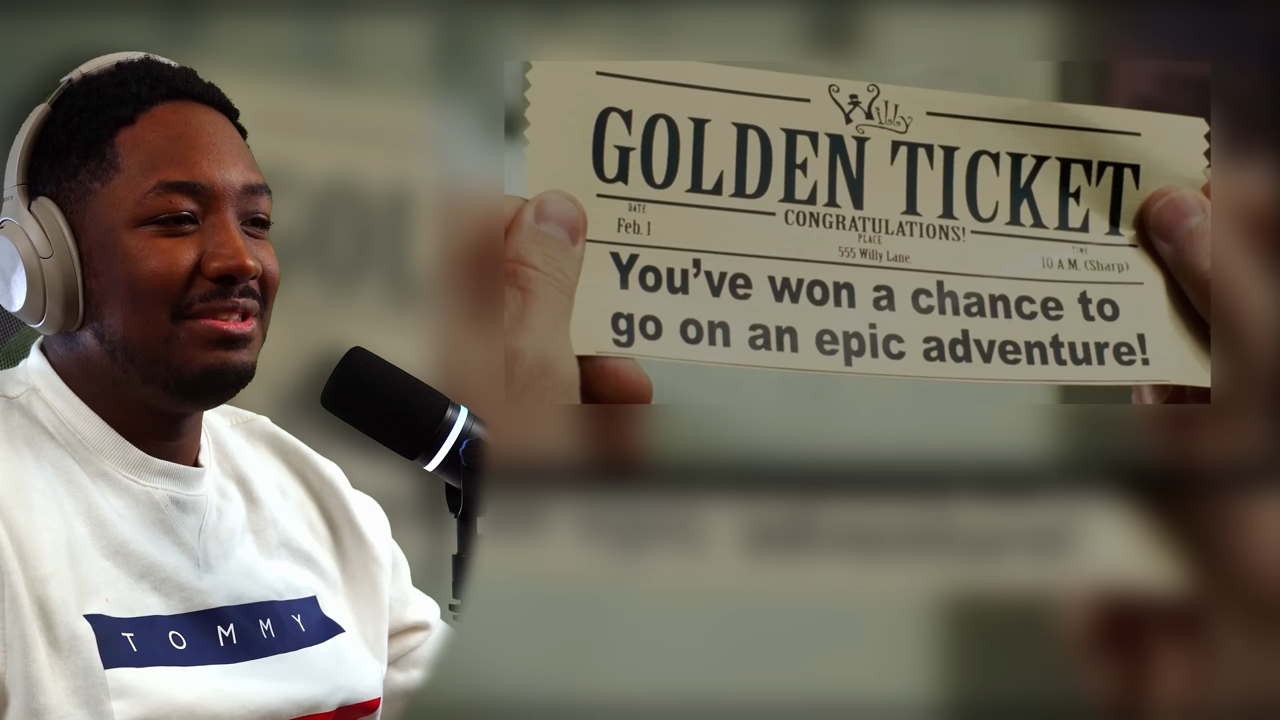 Willy
GOLDEN TICKET
CONGRATULATIONS!
DATE
PLACE
TIME
Feb. 1
555 Willy Lane.
10 A.M. (Sharp)
You've won a chance to
go on an epic adventure!
TOMMY